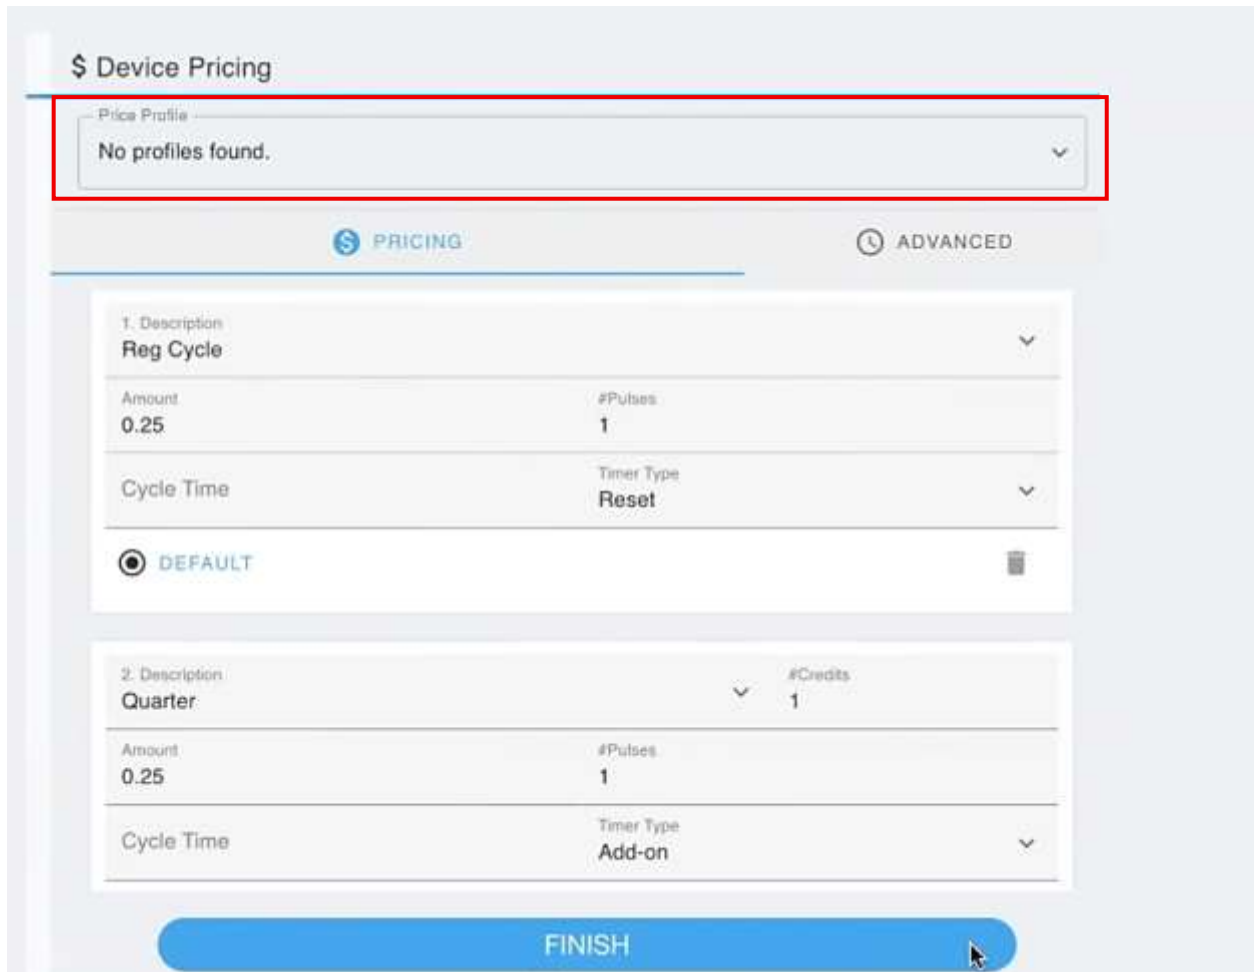 $ Device Pricing
Price Profile
No profiles found.
PRICING ADVANCED
1. Description
Reg Cycle
Amount #Pulses
0.25 1
Timer Type
Cycle Time Reset
DEFAULT
2. Description #Credits
Quarter 1
Amount #Pulses
0.25 1
Timer Type
Cycle Time Add-on
FINISH